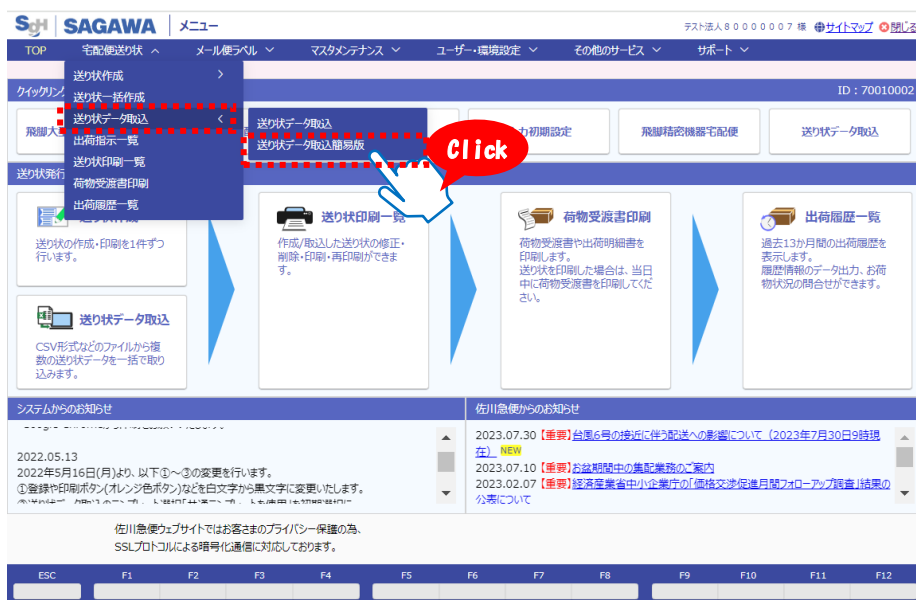 SGH SAGAWA メニュー テスト法人80000007 様 サイトマップ 閉じる
TOP 宅配便送り状 メール便ラベル マスタメンテナンス ユーザー・環境設定 その他のサービス サポート
送り状作成
送り状一括作成
送り状データ取込
出荷指示一覧
送り状印刷一覧
荷物受渡書印刷
出荷履歴一覧
送り状データ取込
送り状データ取込簡易版
Click
クイックリンク ID:70010002
飛脚大 力初期設定 飛脚精密機器宅配便 送り状データ取込
送り状発行
送り状の作成・印刷を1件ずつ
行います。
送り状データ取込
CSV形式などのファイルから複
数の送り状データを一括で取り
込みます。
送り状印刷一覧
作成/取込した送り状の修正・
削除・印刷・再印刷ができま
す。
荷物受渡書印刷
荷物受渡書や出荷明細書を
印刷します。
送り状を印刷した場合は、当日
中に荷物受渡書を印刷してくだ
さい。
出荷履歴一覧
過去13か月間の出荷履歴を
表示します。
履歴情報のデータ出力、お荷
物状況の問合せができます。
システムからのお知らせ
2022.05.13
2022年5月16日(月)より、以下①～③の変更を行います。
①登録や印刷ボタン(オレンジ色ボタン)などを白文字から黒文字に変更いたします。
佐川急便からのお知らせ
2023.07.30【重要】台風6号の接近に伴う配送への影響について（2023年7月30日9時現
在） NEW
2023.07.10【重要】お盆期間中の集配業務のご案内
2023.02.07【重要】経済産業省中小企業庁の「価格交渉促進月間フォローアップ調査」結果の
公表について
佐川急便ウェブサイトではお客さまのプライバシー保護の為、
SSLプロトコルによる暗号化通信に対応しております。
ESC F1 F2 F3 F4 F5 F6 F7 F8 F9 F10 F11 F12